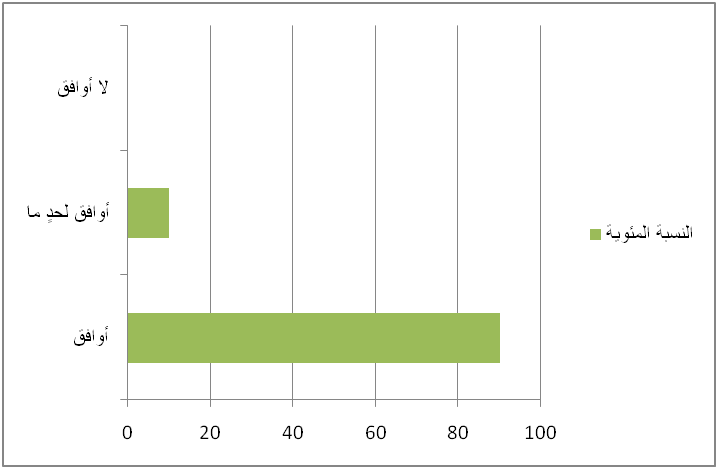 لا أوافق
أوافق لحدٍ ما
أوافق
0 20 40 60 80 100
النسبة المئوية